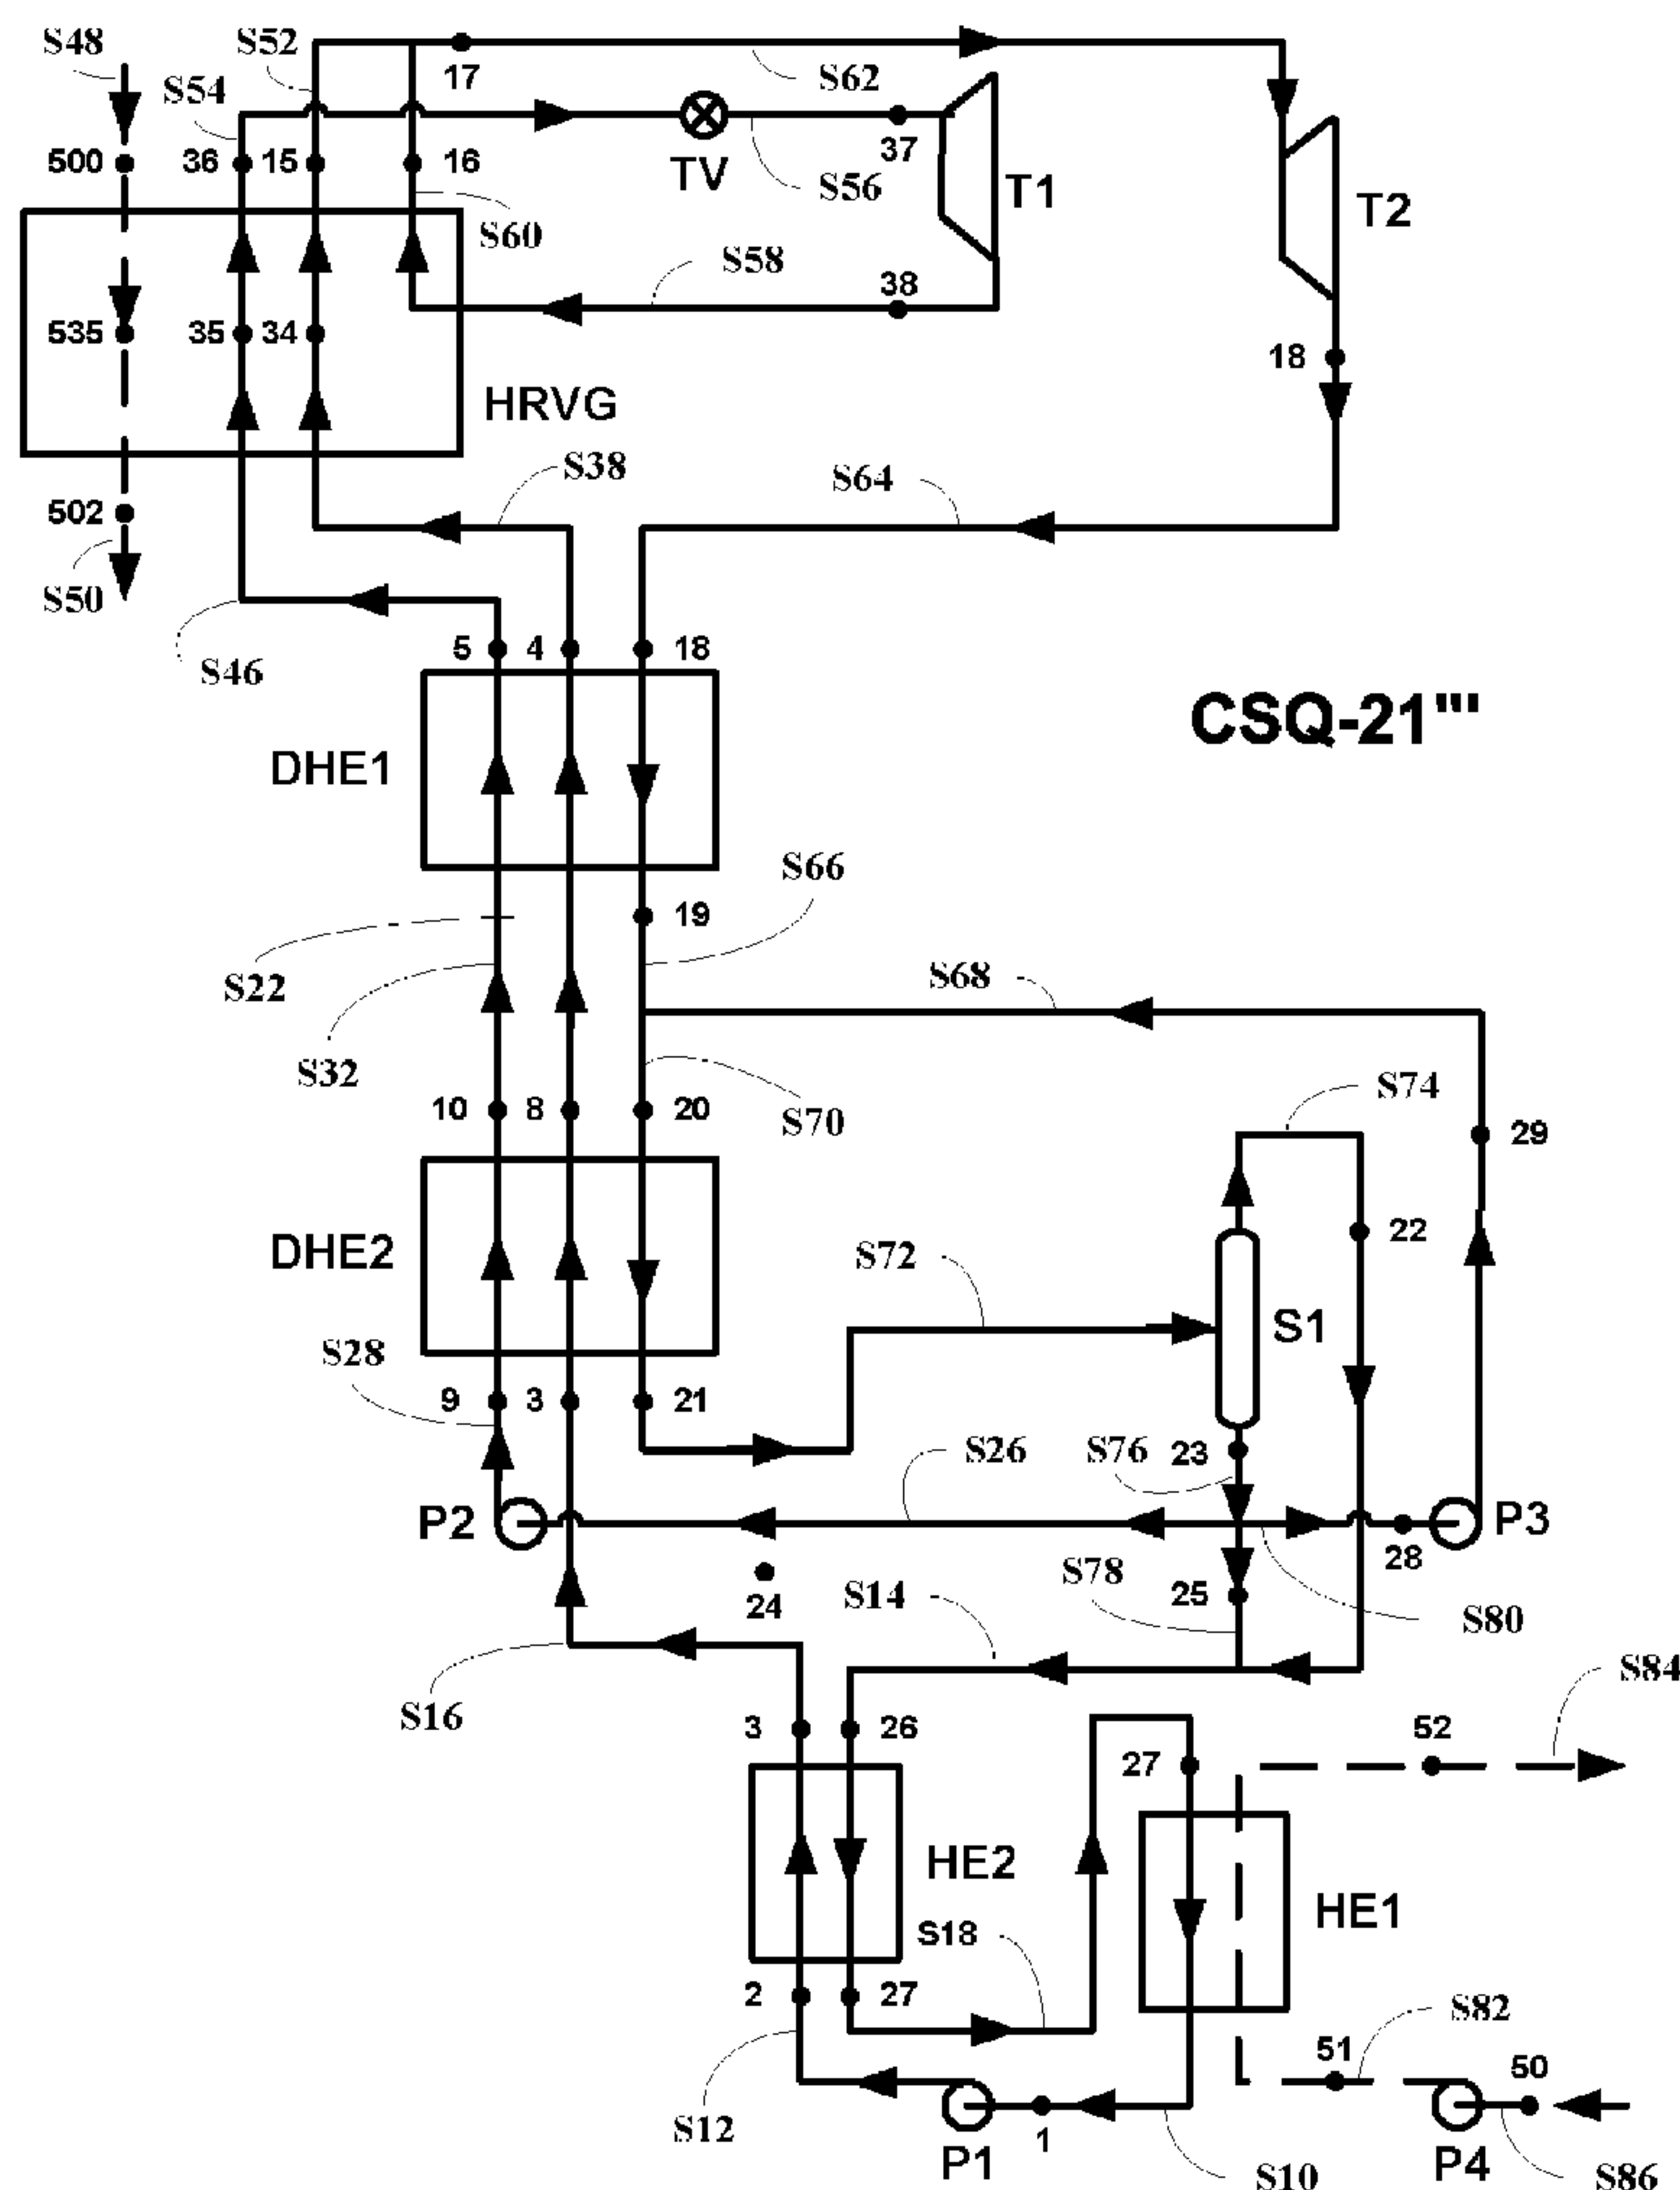 S48
S52
17
S62
S54
500
36
15
16
TV
37
S56
T1
T2
S60
S58
38
535
35
34
18
HRVG
S38
S64
502
S50
5
4
18
S46
CSQ-21'''
DHE1
S66
19
S22
S68
S32
S74
10
8
20
S70
29
22
DHE2
S72
S1
S28
9
3
21
S26
S76
23
P2
P3
28
24
S14
S78
25
S80
S84
S16
3
26
52
27
HE2
HE1
S18
2
27
S82
51
50
S12
1
P1
P4
S10
S86